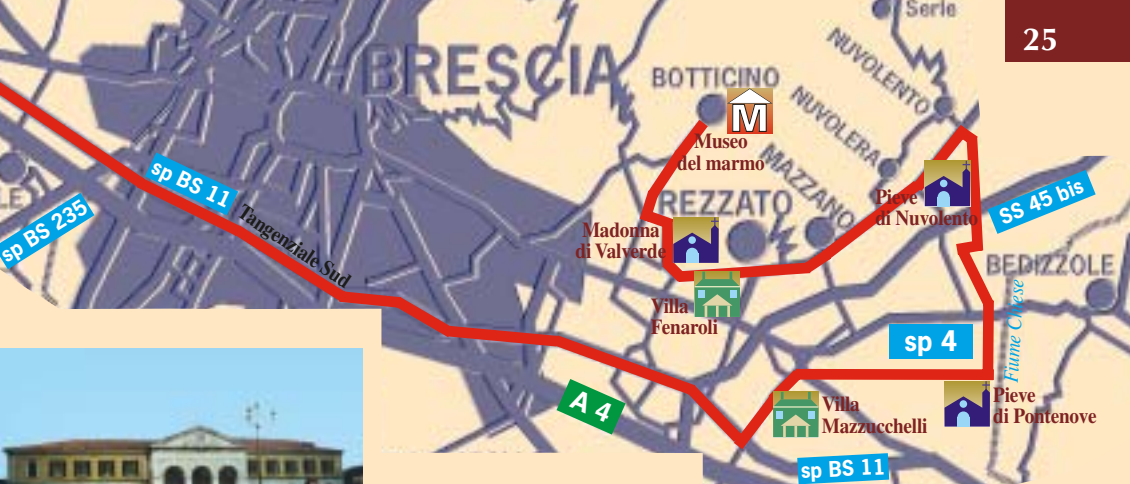 Serle
25
BRESCIA
NUVOLENTO
BOTTICINO
M
NUVOLERA
Museo
del marmo
MAZZANO
sp BS 11
REZZATO
Pieve
di Nuvolento
SS 45 bis
LE
sp BS 235
Tangenziale Sud
Madonna
di Valverde
BEDIZZOLE
Villa
Fenaroli
Fiume Chiese
sp 4
A 4
Villa
Mazzucchelli
Pieve
di Pontenove
sp BS 11